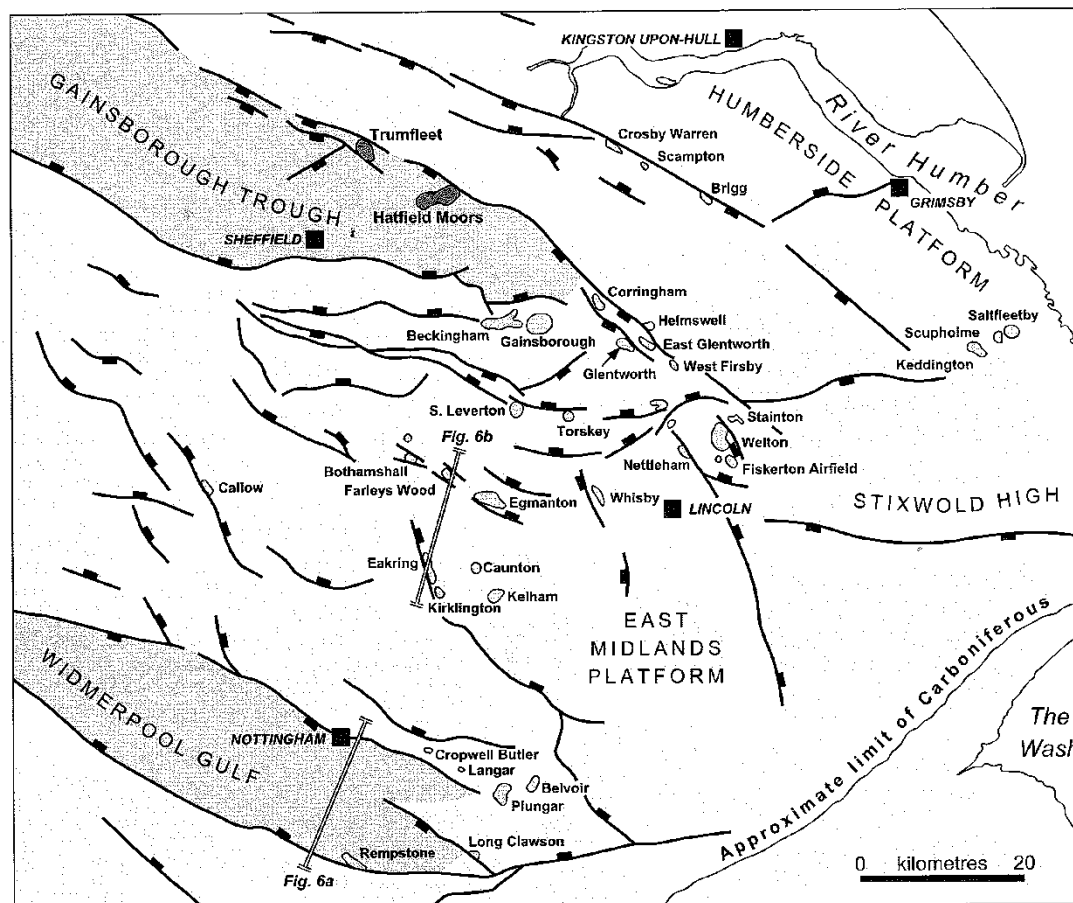 KINGSTON UPON-HULL
River Humber
HUMBERSIDE
PLATFORM
GAINSBOROUGH TROUGH
Trumfleet
Crosby Warren
Scampton
Brigg
GRIMSBY
Hatfield Moors
SHEFFIELD
Corringham
Helmswell
Beckingham
Gainsborough
East Glentworth
Glentworth
West Firsby
Saltfleetby
Scupholme
Keddington
S. Leverton
Torskey
Stainton
Welton
Fig. 6b
Nettleham
Fiskerton Airfield
Bothamshall
Farleys Wood
Callow
Egmanton
Whisby
LINCOLN
STIXWOLD HIGH
Eakring
Caunton
Kirklington
Kelham
EAST
MIDLANDS
PLATFORM
Approximate limit of Carboniferous
WIDMERPOOL GULF
The
Wash
NOTTINGHAM
Cropwell Butler
Langar
Belvoir
Plungar
Long Clawson
Rempstone
Fig. 6a
0 kilometres 20